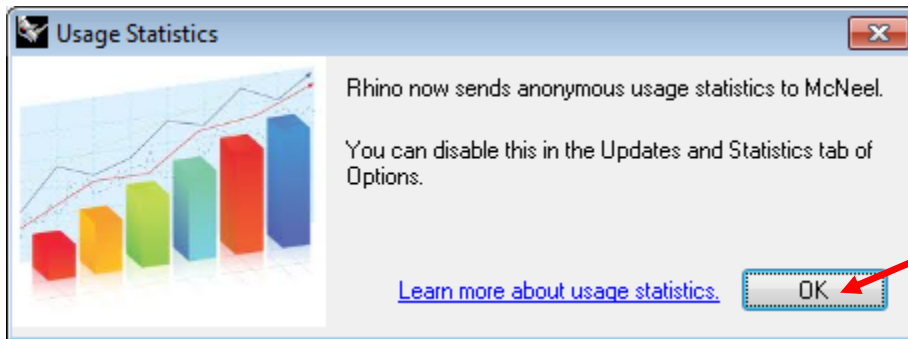 Usage Statistics
Rhino now sends anonymous usage statistics to McNeel.
You can disable this in the Updates and Statistics tab of
Options.
Learn more about usage statistics.
OK